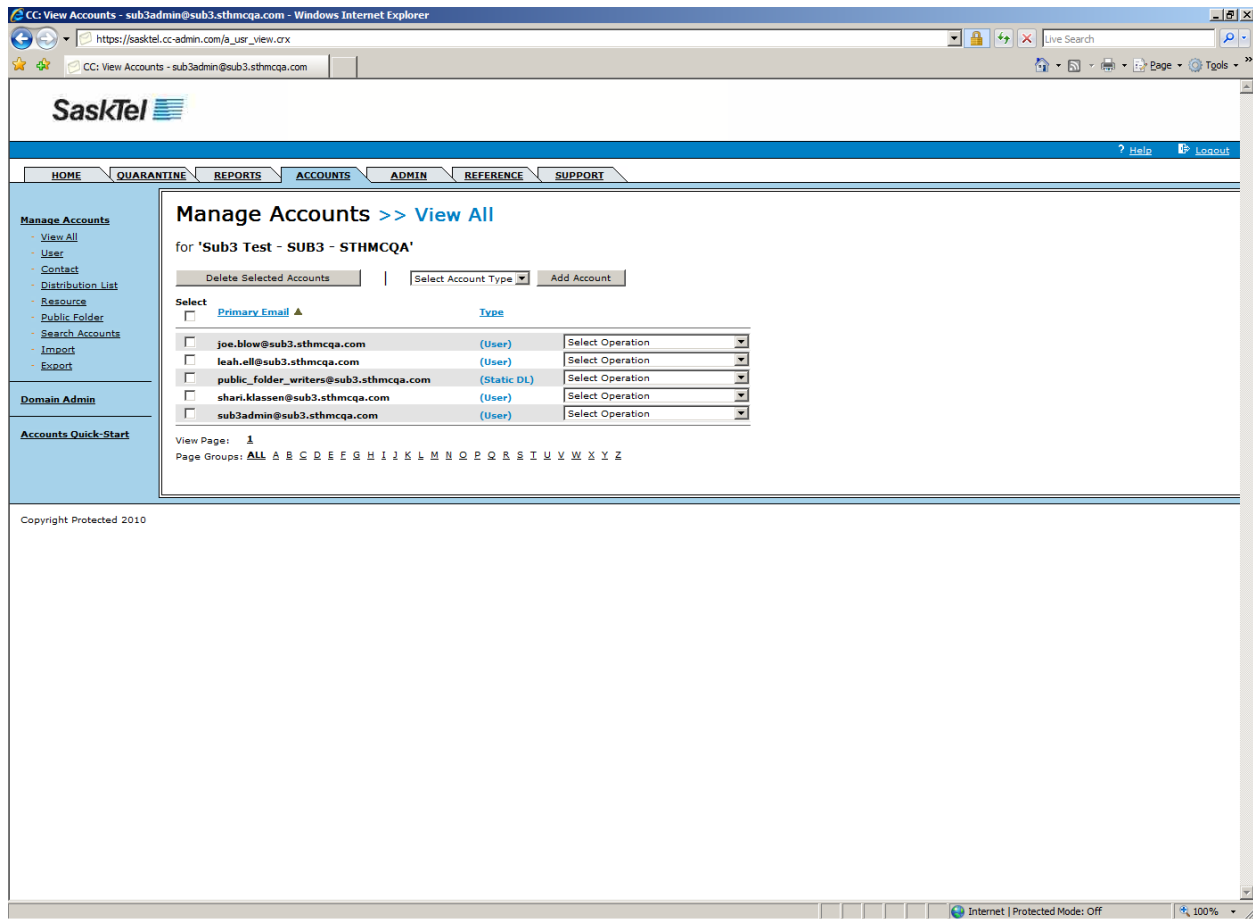 CC: View Accounts - sub3admin@sub3.sthmcqa.com - Windows Internet Explorer
https://sasktel.cc-admin.com/a_usr_view.crx
Live Search
CC: View Accounts - sub3admin@sub3.sthmcqa.com
Page
Tools
SaskTel
? Help Logout
HOME QUARANTINE REPORTS ACCOUNTS ADMIN REFERENCE SUPPORT
Manage Accounts
View All
User
Contact
Distribution List
Resource
Public Folder
Search Accounts
Import
Export
Domain Admin
Accounts Quick-Start
Manage Accounts >> View All
for 'Sub3 Test - SUB3 - STHMCQA'
Delete Selected Accounts | Select Account Type Add Account
Select
Primary Email Type
joe.blow@sub3.sthmcqa.com (User) Select Operation
leah.ell@sub3.sthmcqa.com (User) Select Operation
public_folder_writers@sub3.sthmcqa.com (Static DL) Select Operation
shari.klassen@sub3.sthmcqa.com (User) Select Operation
sub3admin@sub3.sthmcqa.com (User) Select Operation
View Page: 1
Page Groups: ALL A B C D E F G H I J K L M N O P Q R S T U V W X Y Z
Copyright Protected 2010
Internet | Protected Mode: Off
100%